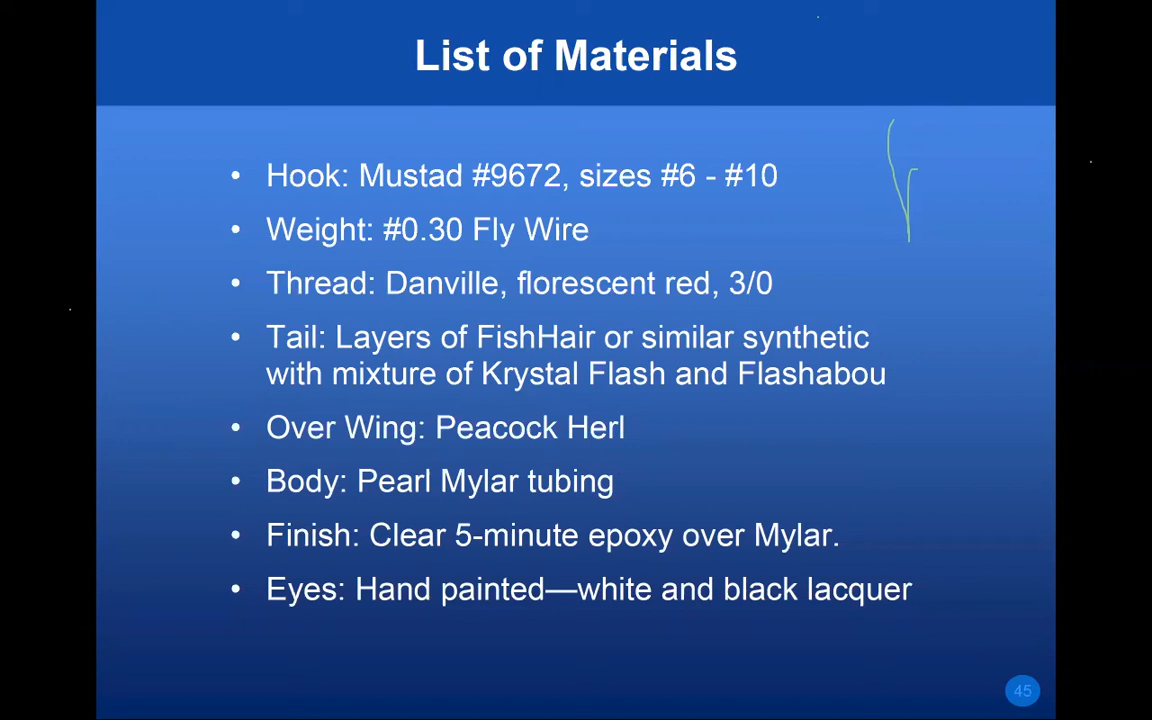 List of Materials
• Hook: Mustad #9672, sizes #6 - #10
• Weight: #0.30 Fly Wire
• Thread: Danville, florescent red, 3/0
• Tail: Layers of FishHair or similar synthetic
with mixture of Krystal Flash and Flashabou
• Over Wing: Peacock Herl
• Body: Pearl Mylar tubing
• Finish: Clear 5-minute epoxy over Mylar.
• Eyes: Hand painted—white and black lacquer
45